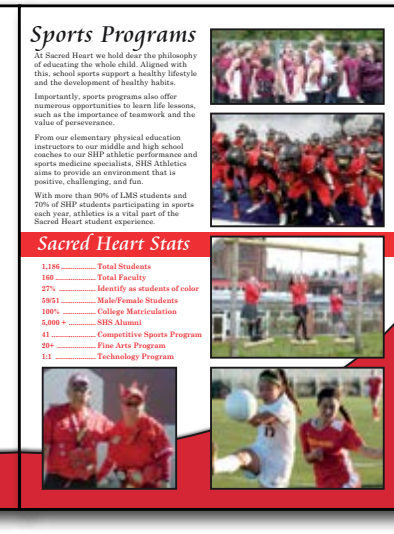 Sports Programs
At Sacred Heart we hold dear the philosophy
of educating the whole child. Aligned with
this, school sports support a healthy lifestyle
and the development of healthy habits.
Importantly, sports programs also offer
numerous opportunities to learn life lessons,
such as the importance of teamwork and the
value of perseverance.
From our elementary physical education
instructors to our middle and high school
coaches to our SHP athletic performance and
sports medicine specialists, SHS Athletics
aims to provide an environment that is
positive, challenging, and fun.
With more than 90% of LMS students and
70% of SHP students participating in sports
each year, athletics is a vital part of the
Sacred Heart student experience.
Sacred Heart Stats
1,186 ................ Total Students
160 ................... Total Faculty
27% ................. Identify as students of color
59/51 ................ Male/Female Students
100% ............... College Matriculation
5,000 + ............. SHS Alumni
41 ..................... Competitive Sports Program
20+ ................... Fine Arts Program
1:1 ................... Technology Program